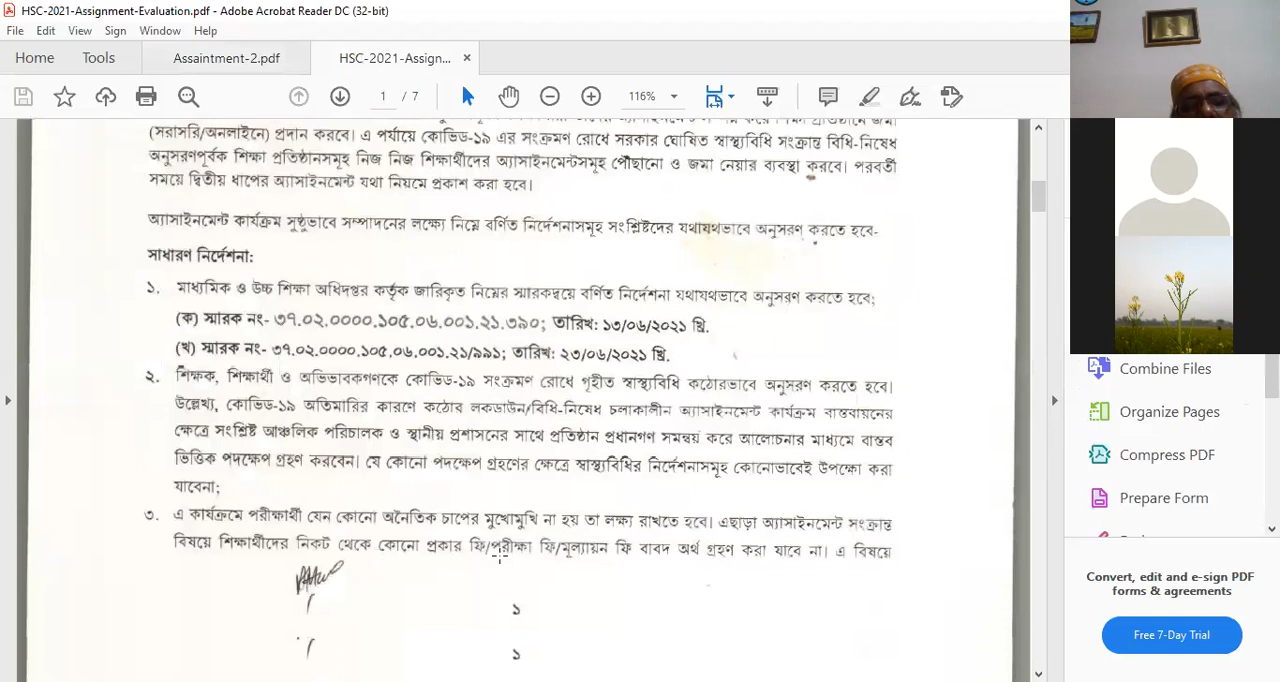 HSC-2021-Assignment-Evaluation.pdf - Adobe Acrobat Reader DC (32-bit)
File Edit View Sign Window Help
Home Tools Assaintment-2.pdf HSC-2021-Assign... ×
1 / 7 116%
(সরাসরি/অনলাইনে) প্রদান করবে। এ পর্যায়ে কোভিড-১৯ এর সংক্রমণ রোধে সরকার ঘোষিত স্বাস্থ্যবিধি সংক্রান্ত বিধি-নিষেধ
অনুসরণপূর্বক শিক্ষা প্রতিষ্ঠানসমূহ নিজ নিজ শিক্ষার্থীদের অ্যাসাইনমেন্টসমূহ পৌঁছানো ও জমা নেয়ার ব্যবস্থা করবে। পরবর্তী
সময়ে দ্বিতীয় ধাপের অ্যাসাইনমেন্ট যথা নিয়মে প্রকাশ করা হবে।
অ্যাসাইনমেন্ট কার্যক্রম সুষ্ঠুভাবে সম্পাদনের লক্ষ্যে নিম্নে বর্ণিত নির্দেশনাসমূহ সংশ্লিষ্টদের যথাযথভাবে অনুসরণ করতে হবে-
সাধারণ নির্দেশনা:
১. মাধ্যমিক ও উচ্চ শিক্ষা অধিদপ্তর কর্তৃক জারিকৃত নিম্নের স্মারকদ্বয়ে বর্ণিত নির্দেশনা যথাযথভাবে অনুসরণ করতে হবে;
(ক) স্মারক নং- ৩৭.০২.০০০০.১০৫.০৬.০০১.২১.৩৯০; তারিখ: ১৩/০৬/২০২১ খ্রি.
(খ) স্মারক নং- ৩৭.০২.০০০০.১০৫.০৬.০০১.২১/৯৯১; তারিখ: ২৩/০৬/২০২১ খ্রি.
২. শিক্ষক, শিক্ষার্থী ও অভিভাবকগণকে কোভিড-১৯ সংক্রমণ রোধে গৃহীত স্বাস্থ্যবিধি কঠোরভাবে অনুসরণ করতে হবে।
উল্লেখ্য, কোভিড-১৯ অতিমারির কারণে কঠোর লকডাউন/বিধি-নিষেধ চলাকালীন অ্যাসাইনমেন্ট কার্যক্রম বাস্তবায়নের
ক্ষেত্রে সংশ্লিষ্ট আঞ্চলিক পরিচালক ও স্থানীয় প্রশাসনের সাথে প্রতিষ্ঠান প্রধানগণ সমন্বয় করে আলোচনার মাধ্যমে বাস্তব
ভিত্তিক পদক্ষেপ গ্রহণ করবেন। যে কোনো পদক্ষেপ গ্রহণের ক্ষেত্রে স্বাস্থ্যবিধির নির্দেশনাসমূহ কোনোভাবেই উপক্ষো করা
যাবেনা;
৩. এ কার্যক্রমে পরীক্ষার্থী যেন কোনো অনৈতিক চাপের মুখোমুখি না হয় তা লক্ষ্য রাখতে হবে। এছাড়া অ্যাসাইনমেন্ট সংক্রান্ত
বিষয়ে শিক্ষার্থীদের নিকট থেকে কোনো প্রকার ফি/পরীক্ষা ফি/মূল্যায়ন ফি বাবদ অর্থ গ্রহণ করা যাবে না। এ বিষয়ে
১
১
Combine Files
Organize Pages
Compress PDF
Prepare Form
Convert, edit and e-sign PDF
forms & agreements
Free 7-Day Trial